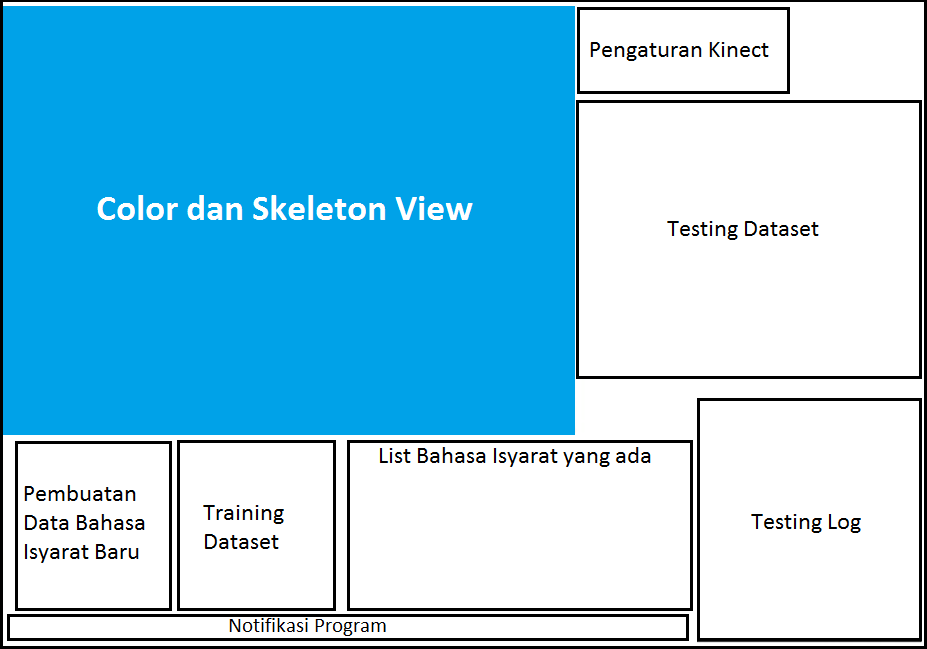 Pengaturan Kinect
Color dan Skeleton View
Testing Dataset
List Bahasa Isyarat yang ada
Pembuatan
Data Bahasa
Isyarat Baru
Training
Dataset
Testing Log
Notifikasi Program